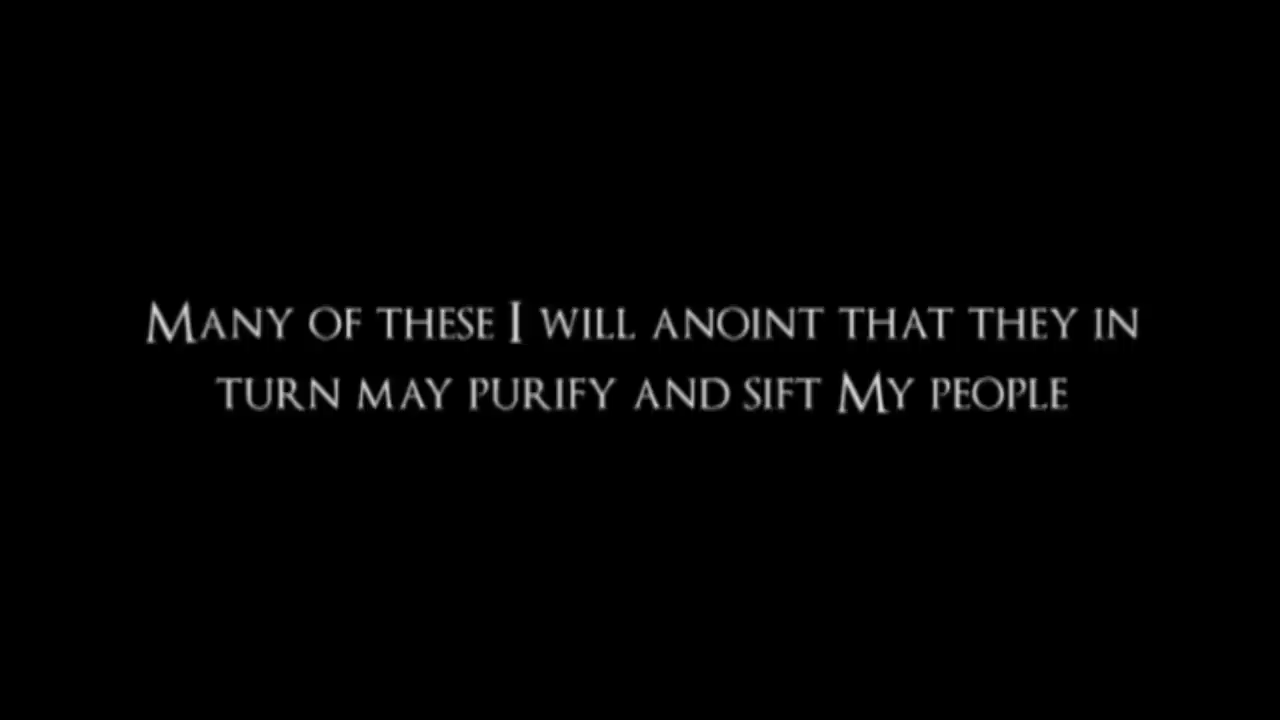 Many of these I will anoint that they in
turn may purify and sift My people